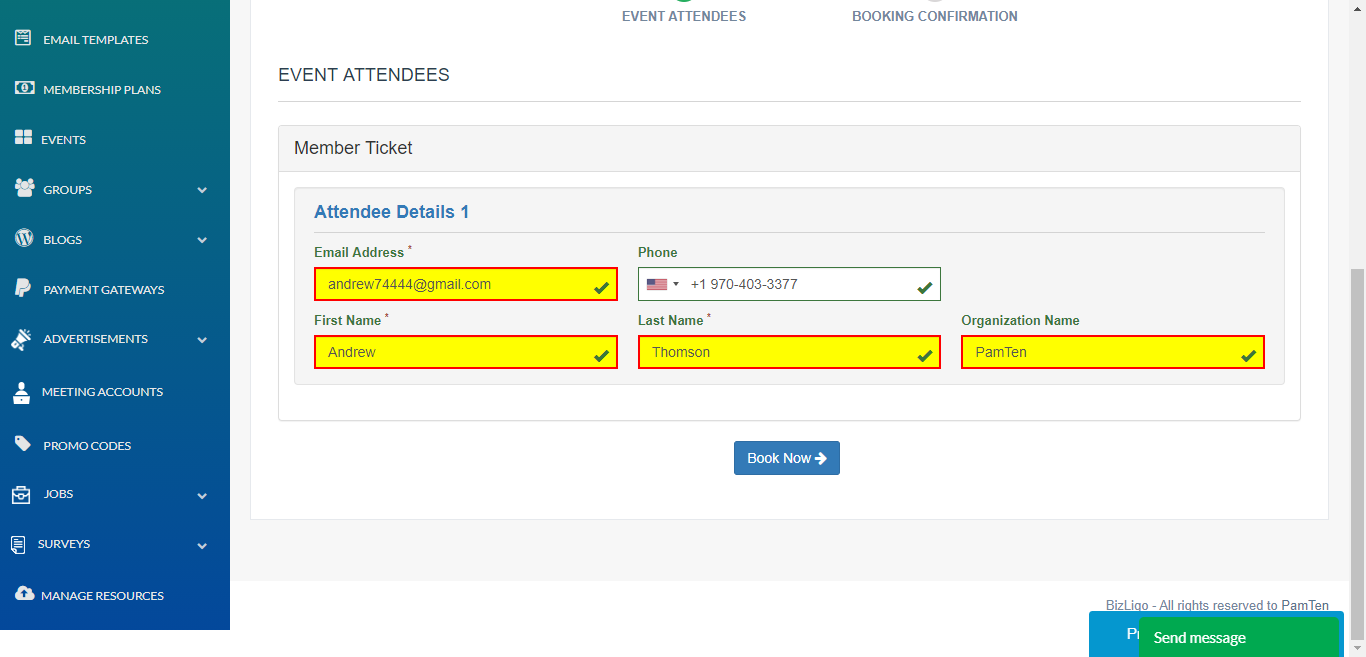 EVENT ATTENDEES
BOOKING CONFIRMATION
EMAIL TEMPLATES
MEMBERSHIP PLANS
EVENTS
GROUPS
BLOGS
PAYMENT GATEWAYS
ADVERTISEMENTS
MEETING ACCOUNTS
PROMO CODES
JOBS
SURVEYS
MANAGE RESOURCES
EVENT ATTENDEES
Member Ticket
Attendee Details 1
Email Address *
Phone
andrew74444@gmail.com
+1 970-403-3377
First Name *
Last Name *
Organization Name
Andrew
Thomson
PamTen
Book Now
BizLigo - All rights reserved to PamTen
Send message